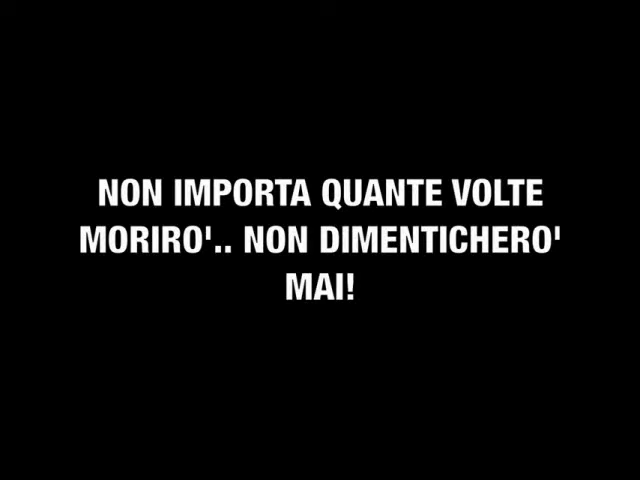 NON IMPORTA QUANTE VOLTE
MORIRO'.. NON DIMENTICHERO'
MAI!